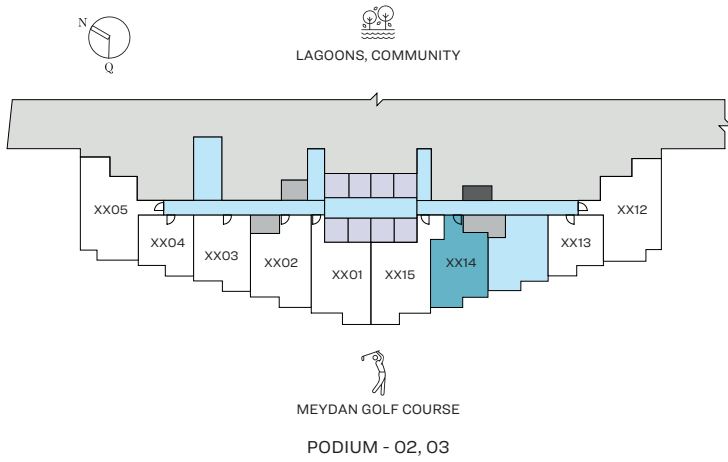 N
Q
LAGOONS, COMMUNITY
XX05
XX04
XX03
XX02
XX01
XX15
XX14
XX13
XX12
MEYDAN GOLF COURSE
PODIUM - 02, 03